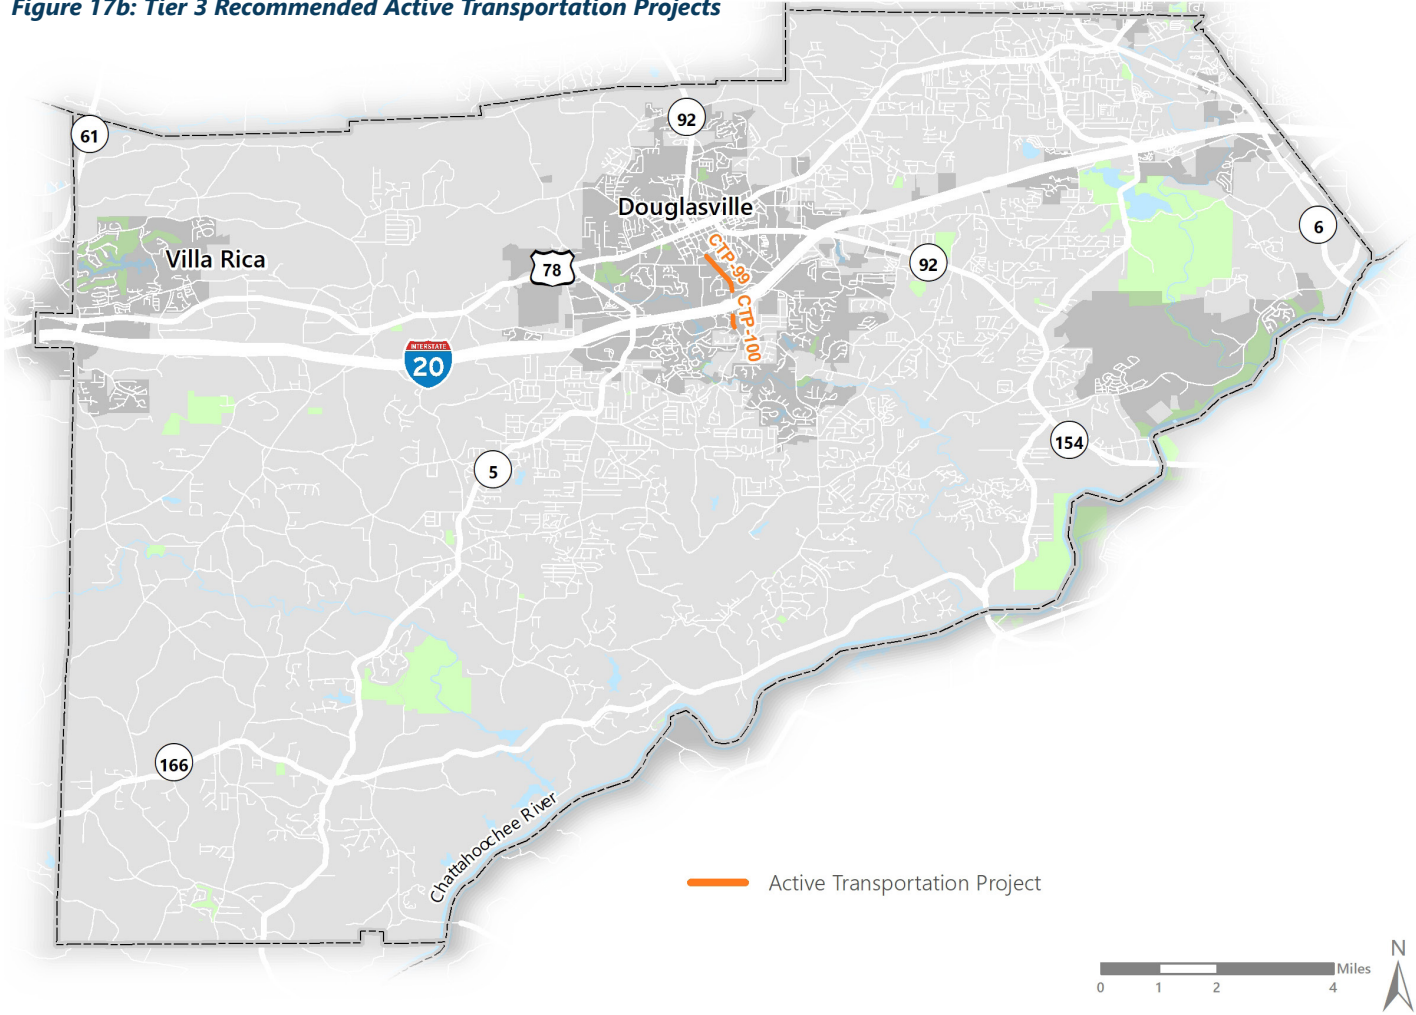 Figure 17b: Tier 3 Recommended Active Transportation Projects
61
92
Douglasville
6
Villa Rica
78
CTP-99
92
CTP-100
INTERSTATE
20
154
5
166
Chattahoochee River
Active Transportation Project
N
Miles
0 1 2 4